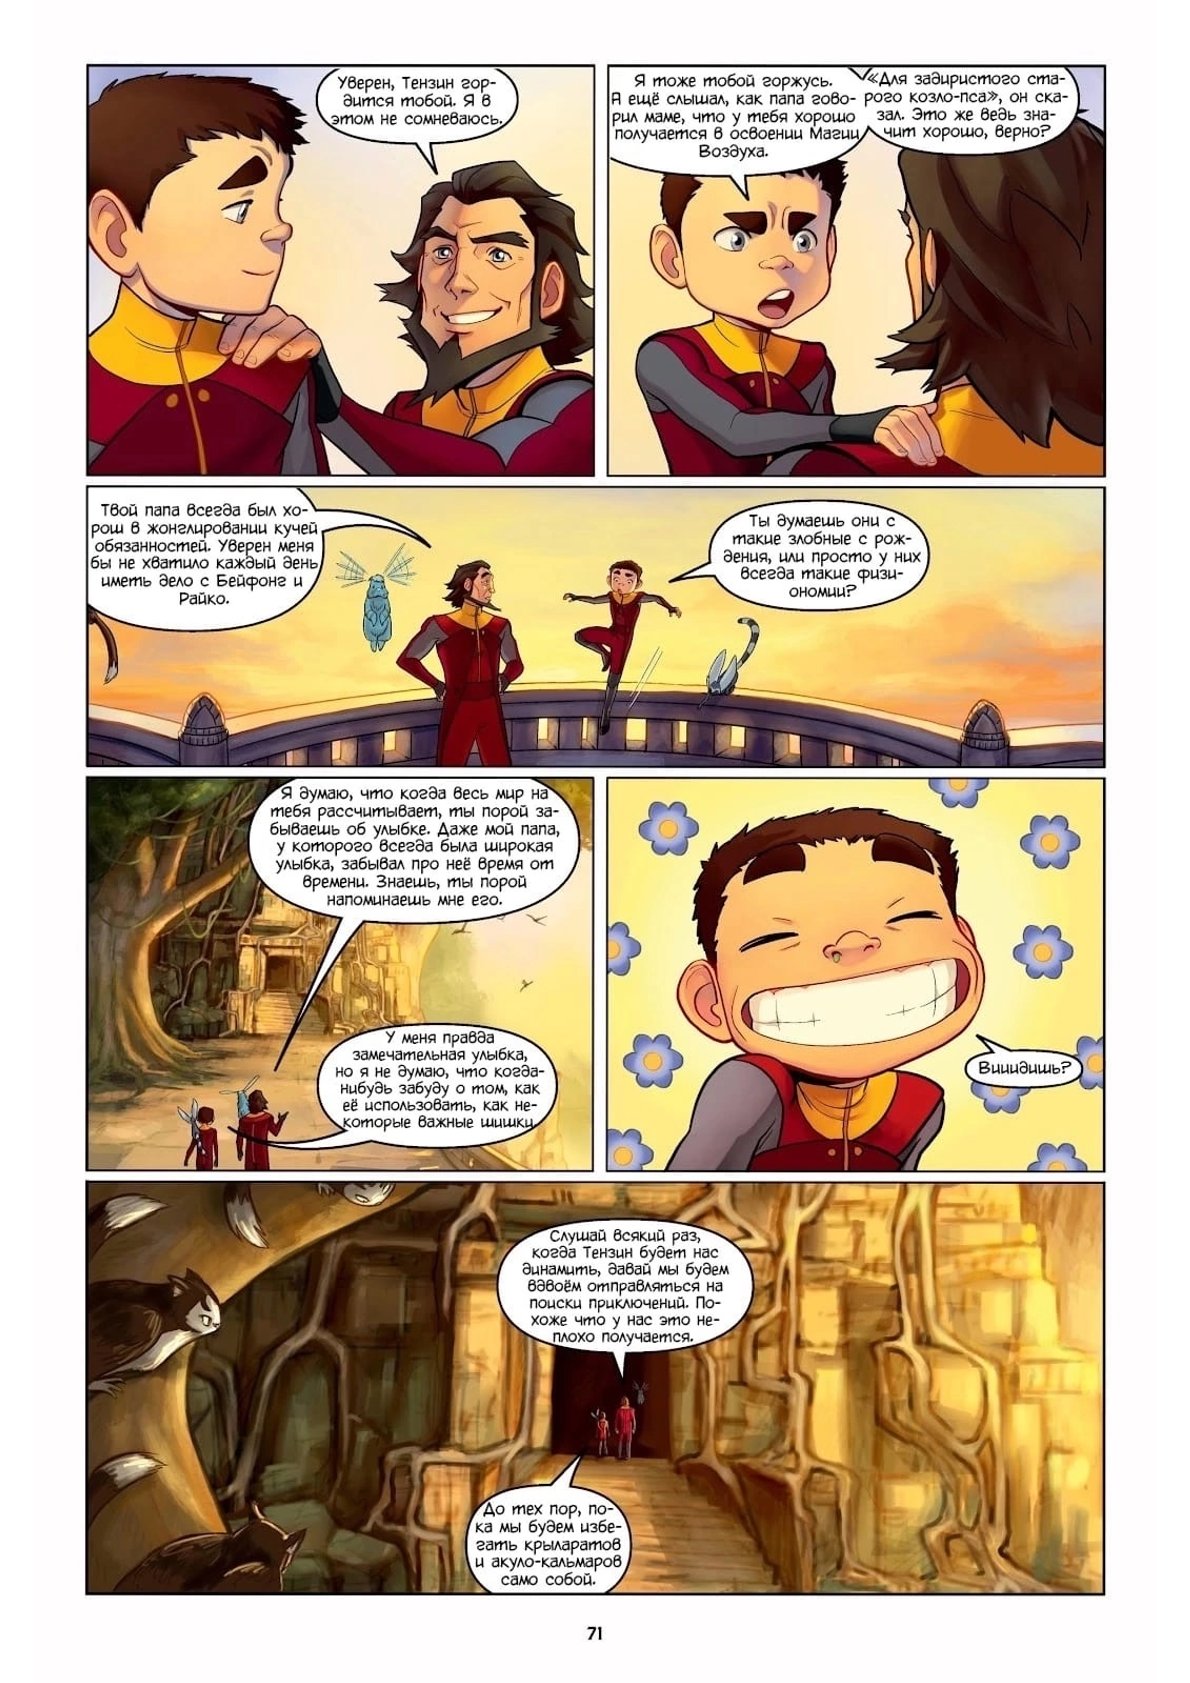 Уверен, Тензин гор-
дится тобой. Я в
этом не сомневаюсь.
Я тоже тобой горжусь.
А ещё слышал, как папа гово-
рил маме, что у тебя хорошо
получается в освоении Магии
Воздуха.
«Для задиристого ста-
рого козло-пса», он ска-
зал. Это же ведь зна-
чит хорошо, верно?
Твой папа всегда был хо-
рош в жонглировании кучей
обязанностей. Уверен меня
бы не хватило каждый день
иметь дело с Бейфонг и
Райко.
Ты думаешь они с
такие злобные с рож-
дения, или просто у них
всегда такие физи-
ономии?
Я думаю, что когда весь мир на
тебя рассчитывает, ты порой за-
бываешь об улыбке. Даже мой папа,
у которого всегда была широкая
улыбка, забывал про неё время от
времени. Знаешь, ты порой
напоминаешь мне его.
У меня правда
замечательная улыбка,
но я не думаю, что когда-
нибудь забуду о том, как
её использовать, как не-
которые важные шишки.
Вииидишь?
Слушай всякий раз,
когда Тензин будет нас
динамить, давай мы будем
вдвоём отправляться на
поиски приключений. По-
хоже что у нас это не-
плохо получается.
До тех пор, по-
ка мы будем избе-
гать крыларатов
и акуло-кальмаров
само собой.
71